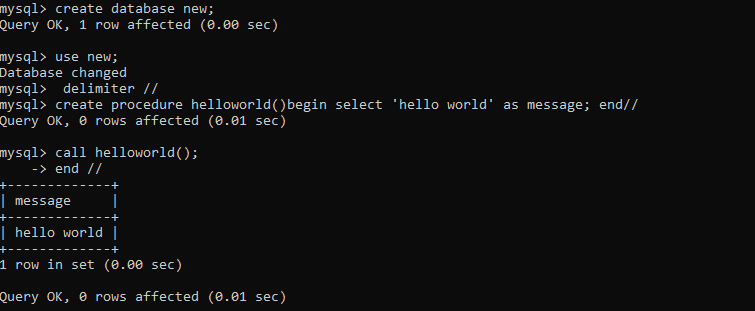 mysql> create database new;
Query OK, 1 row affected (0.00 sec)
mysql> use new;
Database changed
mysql>  delimiter //
mysql> create procedure helloworld()begin select 'hello world' as message; end//
Query OK, 0 rows affected (0.01 sec)
mysql> call helloworld();
    -> end //
+-------------+
| message     |
+-------------+
| hello world |
+-------------+
1 row in set (0.00 sec)
Query OK, 0 rows affected (0.01 sec)